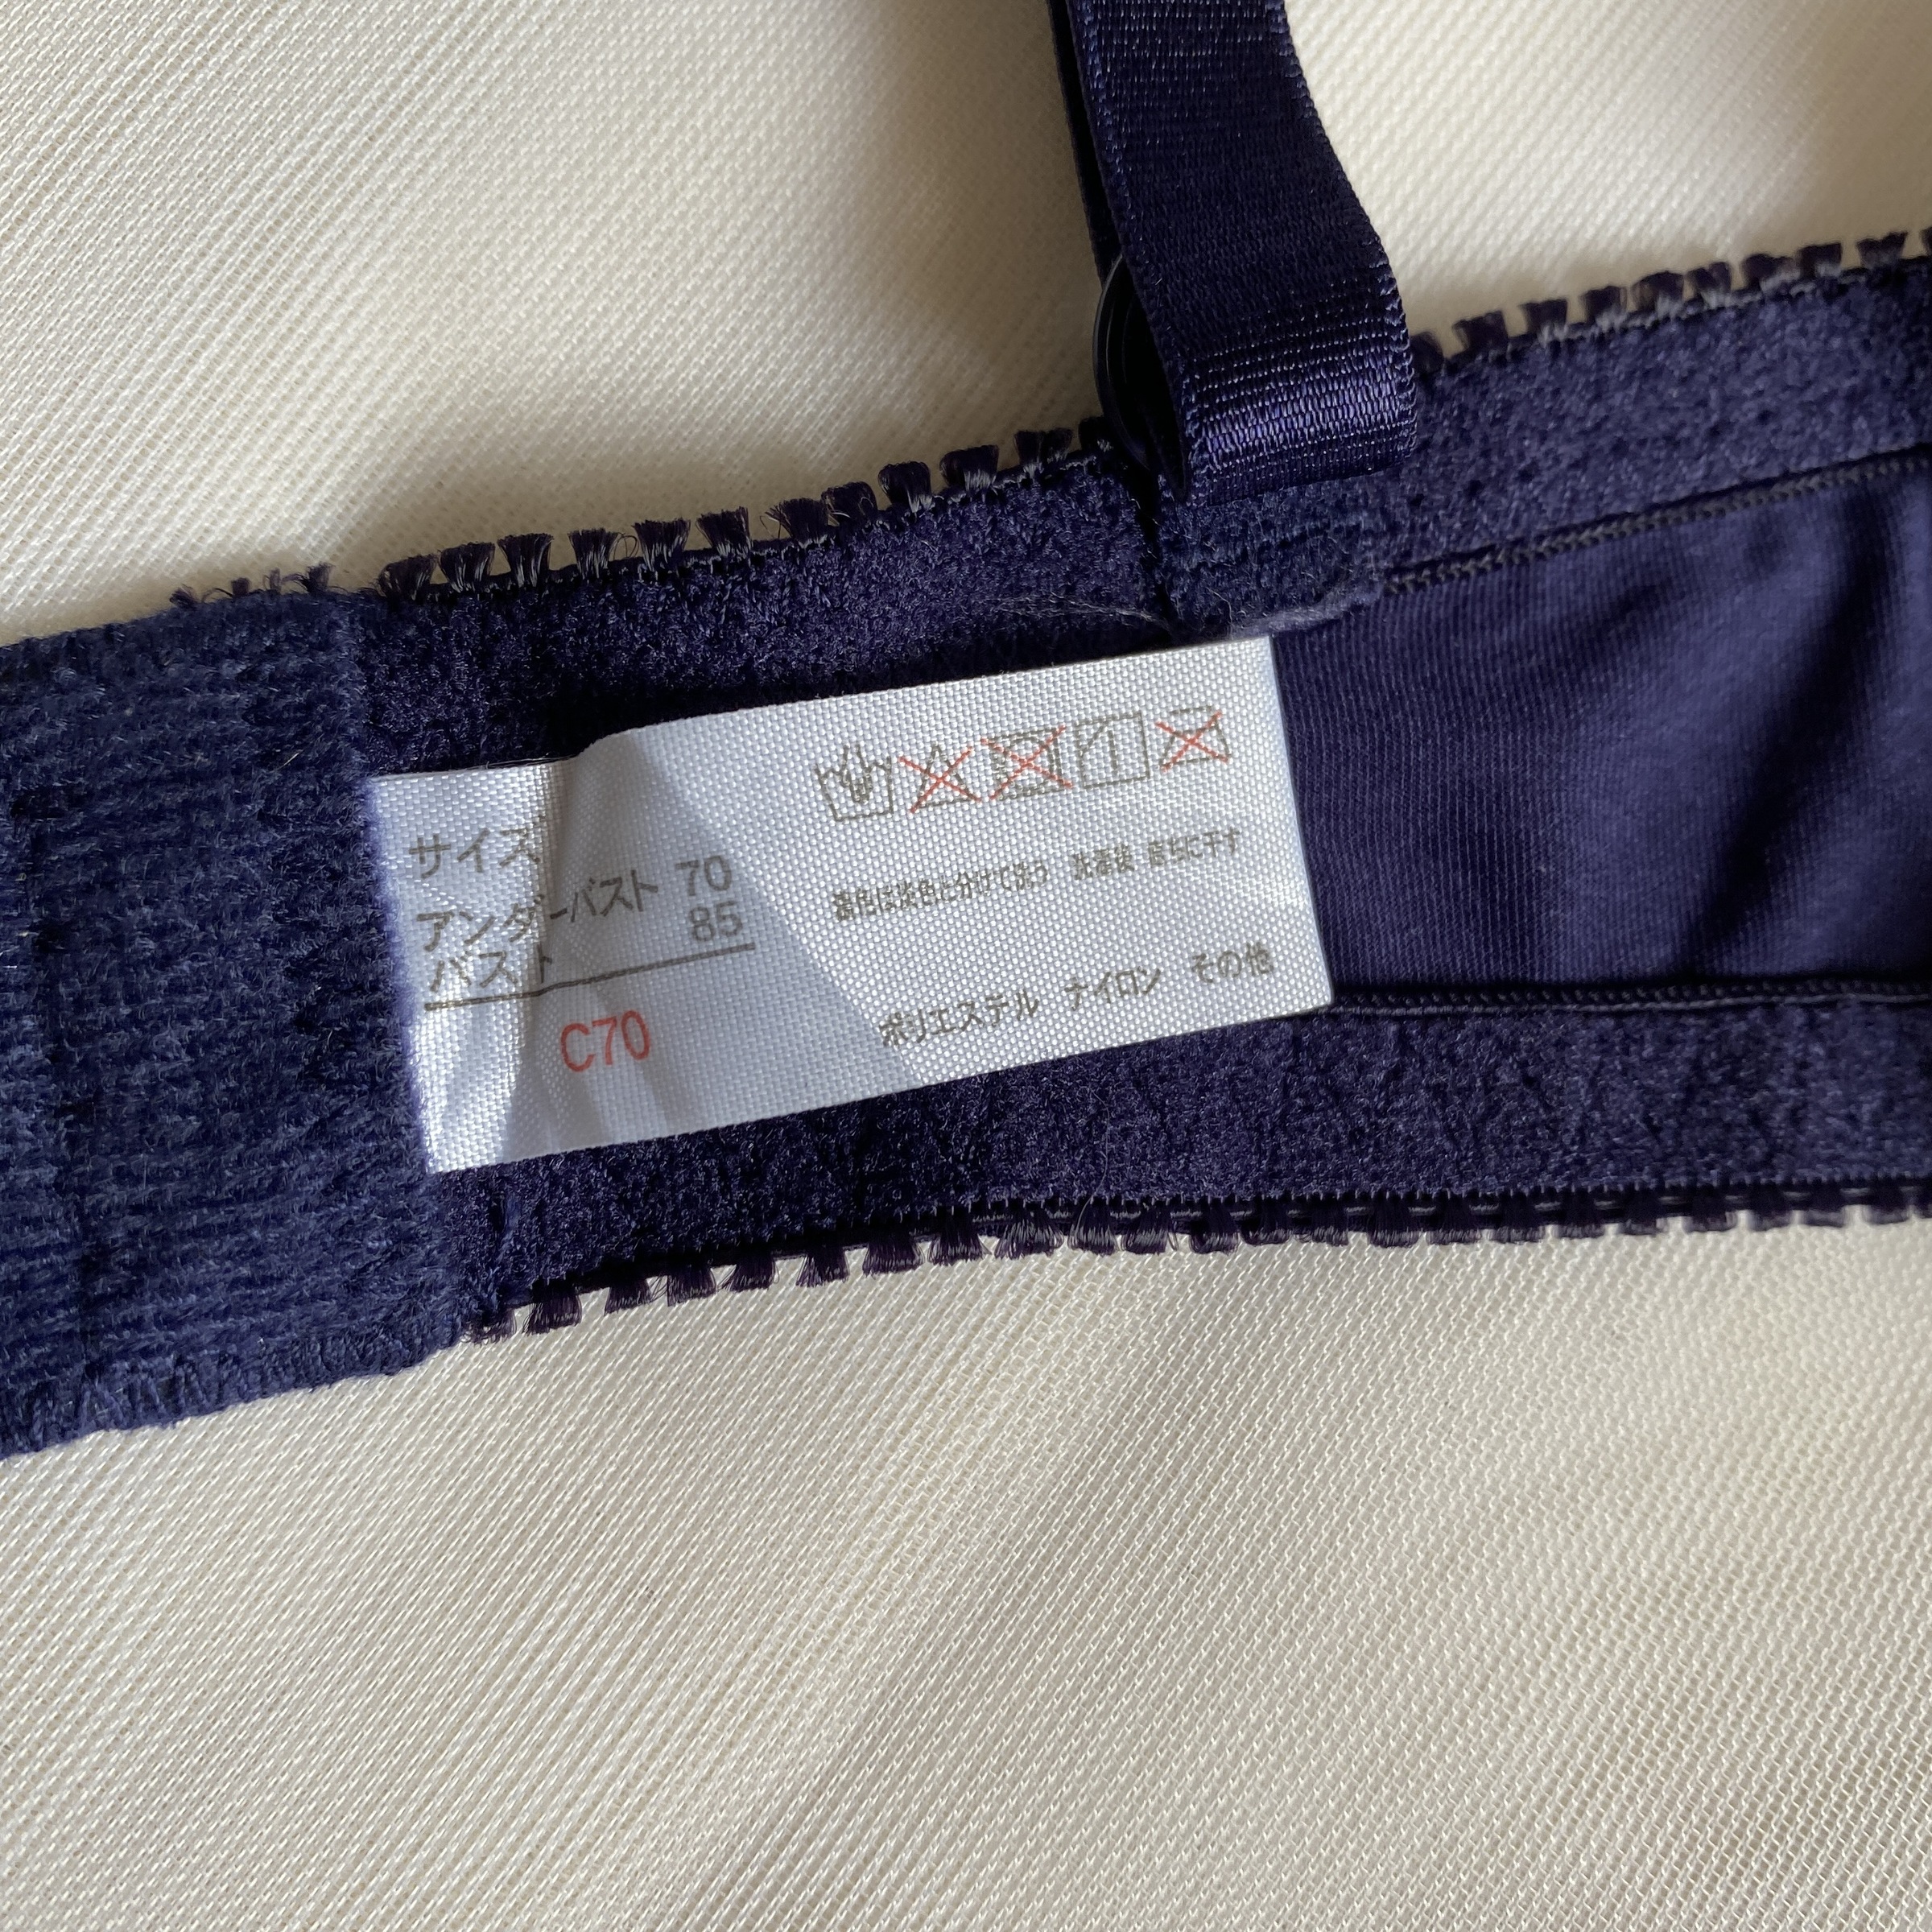 サイズ
アンダーバスト 70
バスト 85
C70
濃色は淡色と分けて洗う 洗濯後 直ちに干す
ポリエステル ナイロン その他